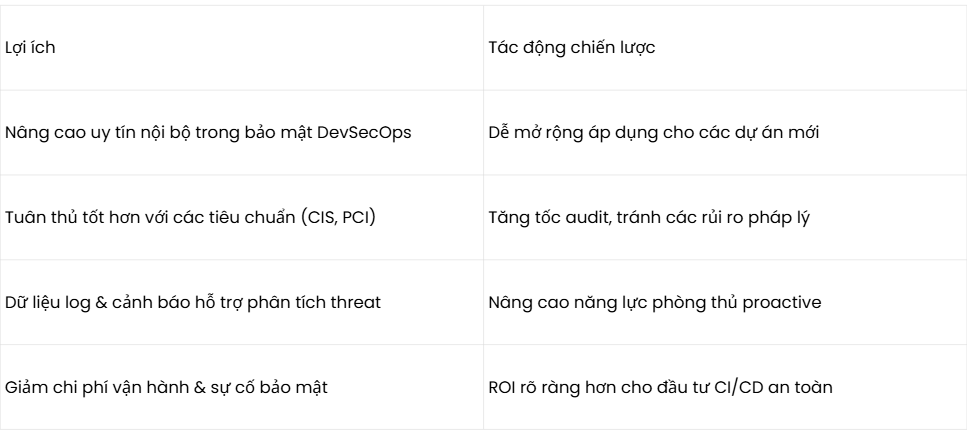 Lợi ích
Tác động chiến lược
Nâng cao uy tín nội bộ trong bảo mật DevSecOps
Dễ mở rộng áp dụng cho các dự án mới
Tuân thủ tốt hơn với các tiêu chuẩn (CIS, PCI)
Tăng tốc audit, tránh các rủi ro pháp lý
Dữ liệu log & cảnh báo hỗ trợ phân tích threat
Nâng cao năng lực phòng thủ proactive
Giảm chi phí vận hành & sự cố bảo mật
ROI rõ ràng hơn cho đầu tư CI/CD an toàn